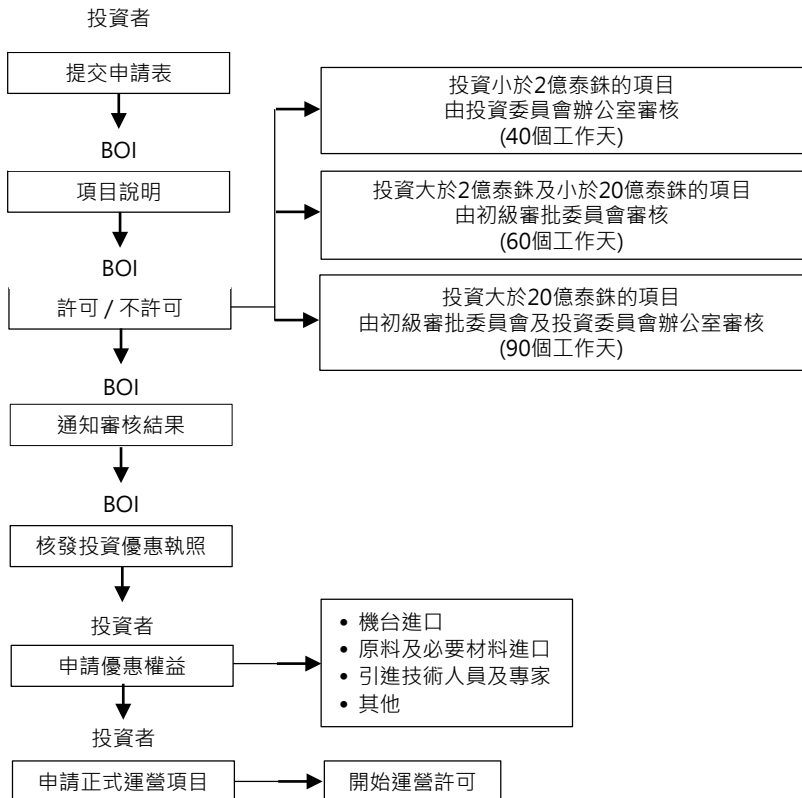 投資者
提交申請表
BOI
項目說明
BOI
許可 / 不許可
投資小於2億泰銖的項目
由投資委員會辦公室審核
(40個工作天)
投資大於2億泰銖及小於20億泰銖的項目
由初級審批委員會審核
(60個工作天)
投資大於20億泰銖的項目
由初級審批委員會及投資委員會辦公室審核
(90個工作天)
BOI
通知審核結果
BOI
核發投資優惠執照
投資者
申請優惠權益
• 機台進口
• 原料及必要材料進口
• 引進技術人員及專家
• 其他
投資者
申請正式運營項目
開始運營許可